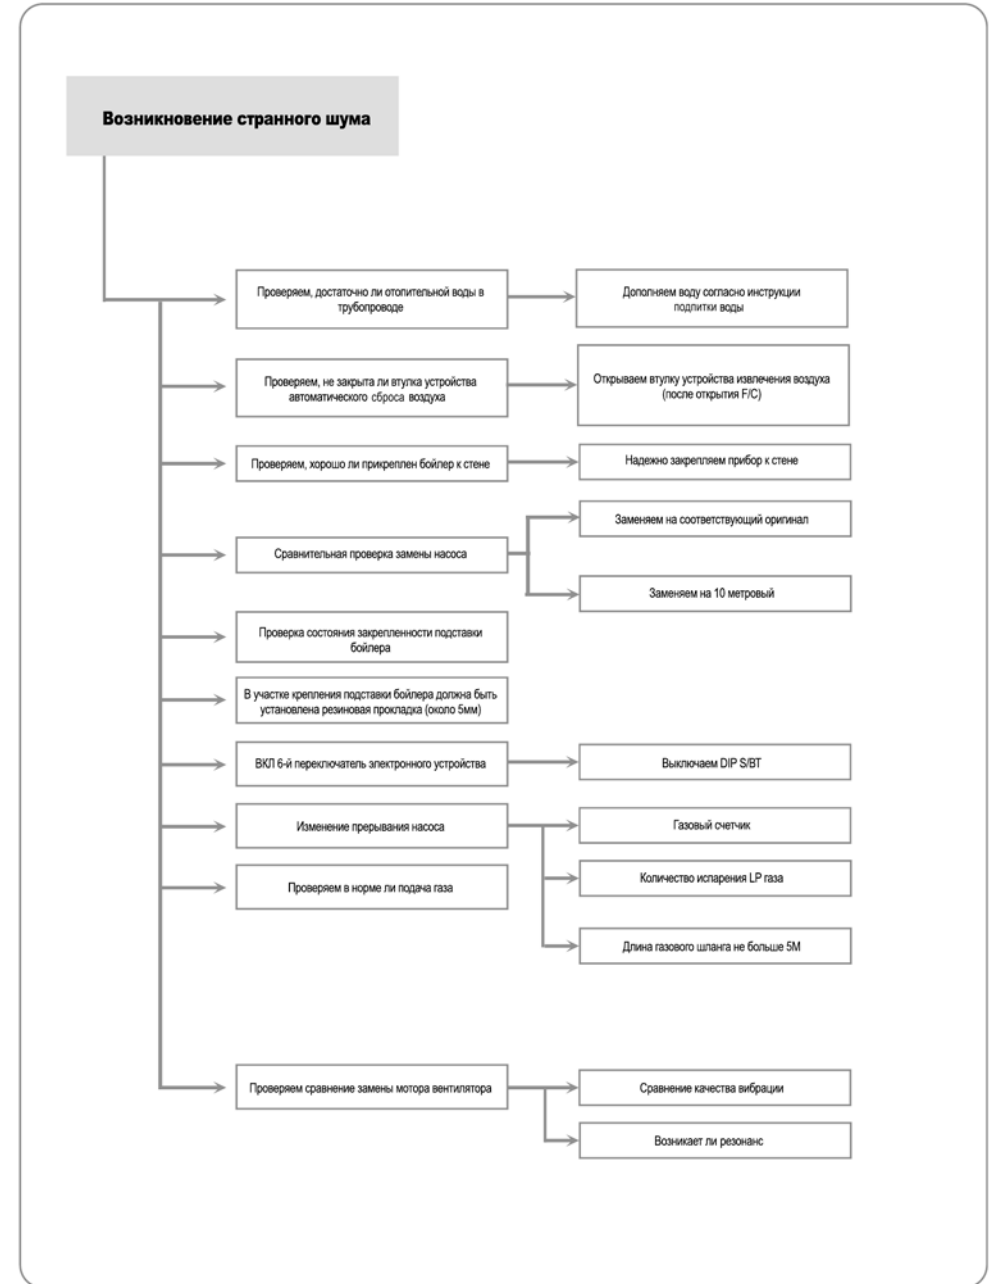 Возникновение странного шума
Проверяем, достаточно ли отопительной воды в
трубопроводе
Дополняем воду согласно инструкции
подпитки воды
Проверяем, не закрыта ли втулка устройства
автоматического сброса воздуха
Открываем втулку устройства извлечения воздуха
(после открытия F/C)
Проверяем, хорошо ли прикреплен бойлер к стене
Надежно закрепляем прибор к стене
Сравнительная проверка замены насоса
Заменяем на соответствующий оригинал
Заменяем на 10 метровый
Проверка состояния закрепленности подставки
бойлера
В участке крепления подставки бойлера должна быть
установлена резиновая прокладка (около 5мм)
ВКЛ 6-й переключатель электронного устройства
Выключаем DIP S/BT
Изменение прерывания насоса
Газовый счетчик
Проверяем в норме ли подача газа
Количество испарения LP газа
Длина газового шланга не больше 5М
Проверяем сравнение замены мотора вентилятора
Сравнение качества вибрации
Возникает ли резонанс